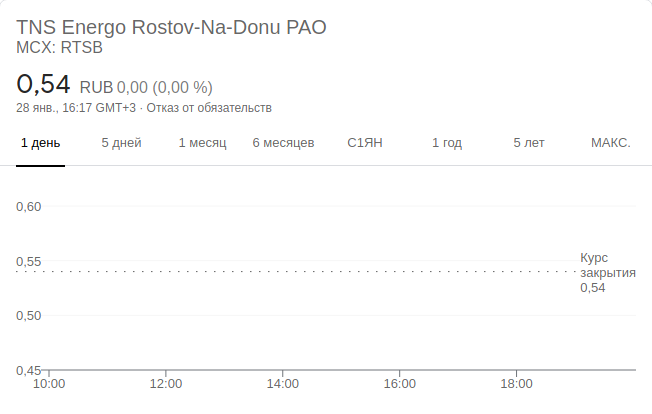 TNS Energo Rostov-Na-Donu PAO
MCX: RTSB
0,54 RUB 0,00 (0,00 %)
28 янв., 16:17 GMT+3 · Отказ от обязательств
1 день 5 дней 1 месяц 6 месяцев С1ЯН 1 год 5 лет МАКС.
0,60
0,55
Курс
закрытия
0,54
0,50
0,45
10:00 12:00 14:00 16:00 18:00